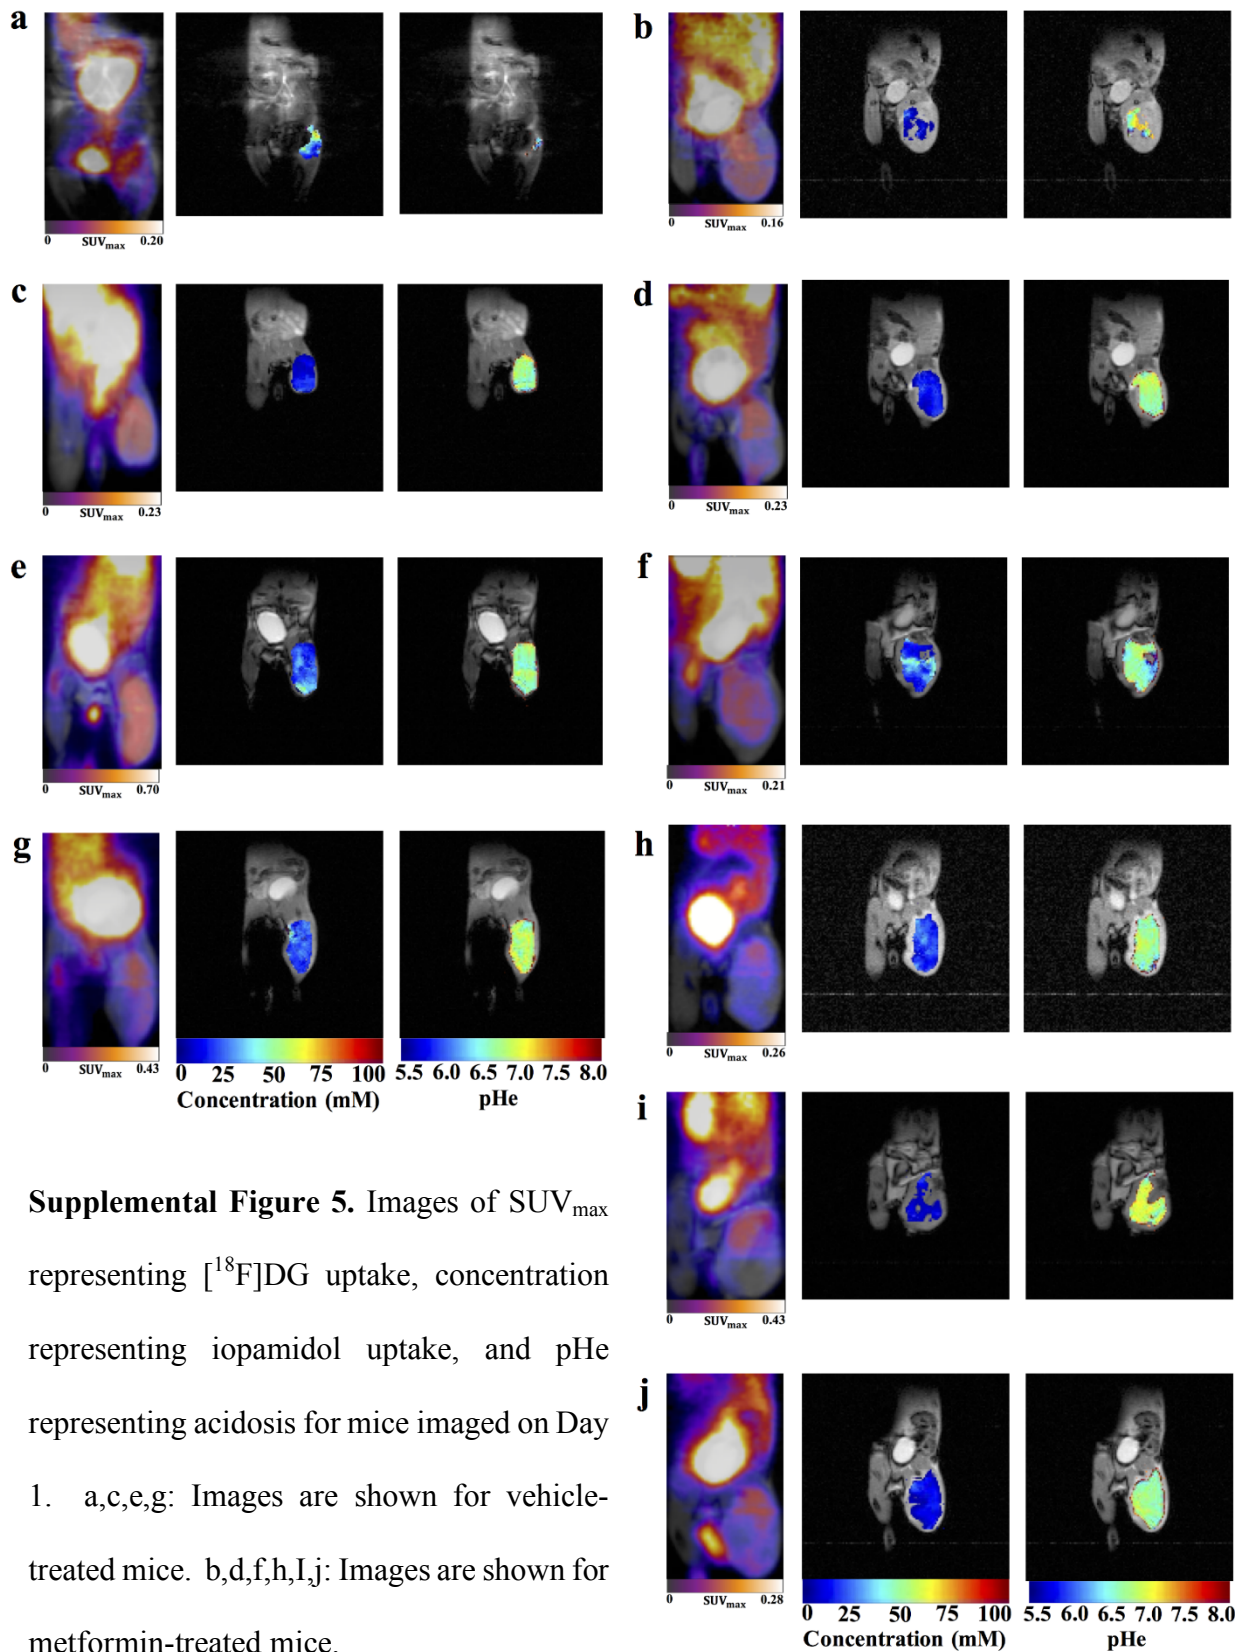 a
0 SUVmax 0.20
b
0 SUVmax 0.16
c
0 SUVmax 0.23
d
0 SUVmax 0.23
e
0 SUVmax 0.70
f
0 SUVmax 0.21
g
0 SUVmax 0.43
0 25 50 75 100
Concentration (mM)
5.5 6.0 6.5 7.0 7.5 8.0
pHe
h
0 SUVmax 0.26
i
0 SUVmax 0.43
j
0 SUVmax 0.28
0 25 50 75 100
Concentration (mM)
5.5 6.0 6.5 7.0 7.5 8.0
pHe
Supplemental Figure 5. Images of SUVmax
representing [18F]DG uptake, concentration
representing iopamidol uptake, and pHe
representing acidosis for mice imaged on Day
1. a,c,e,g: Images are shown for vehicle-
treated mice. b,d,f,h,I,j: Images are shown for
metformin-treated mice.